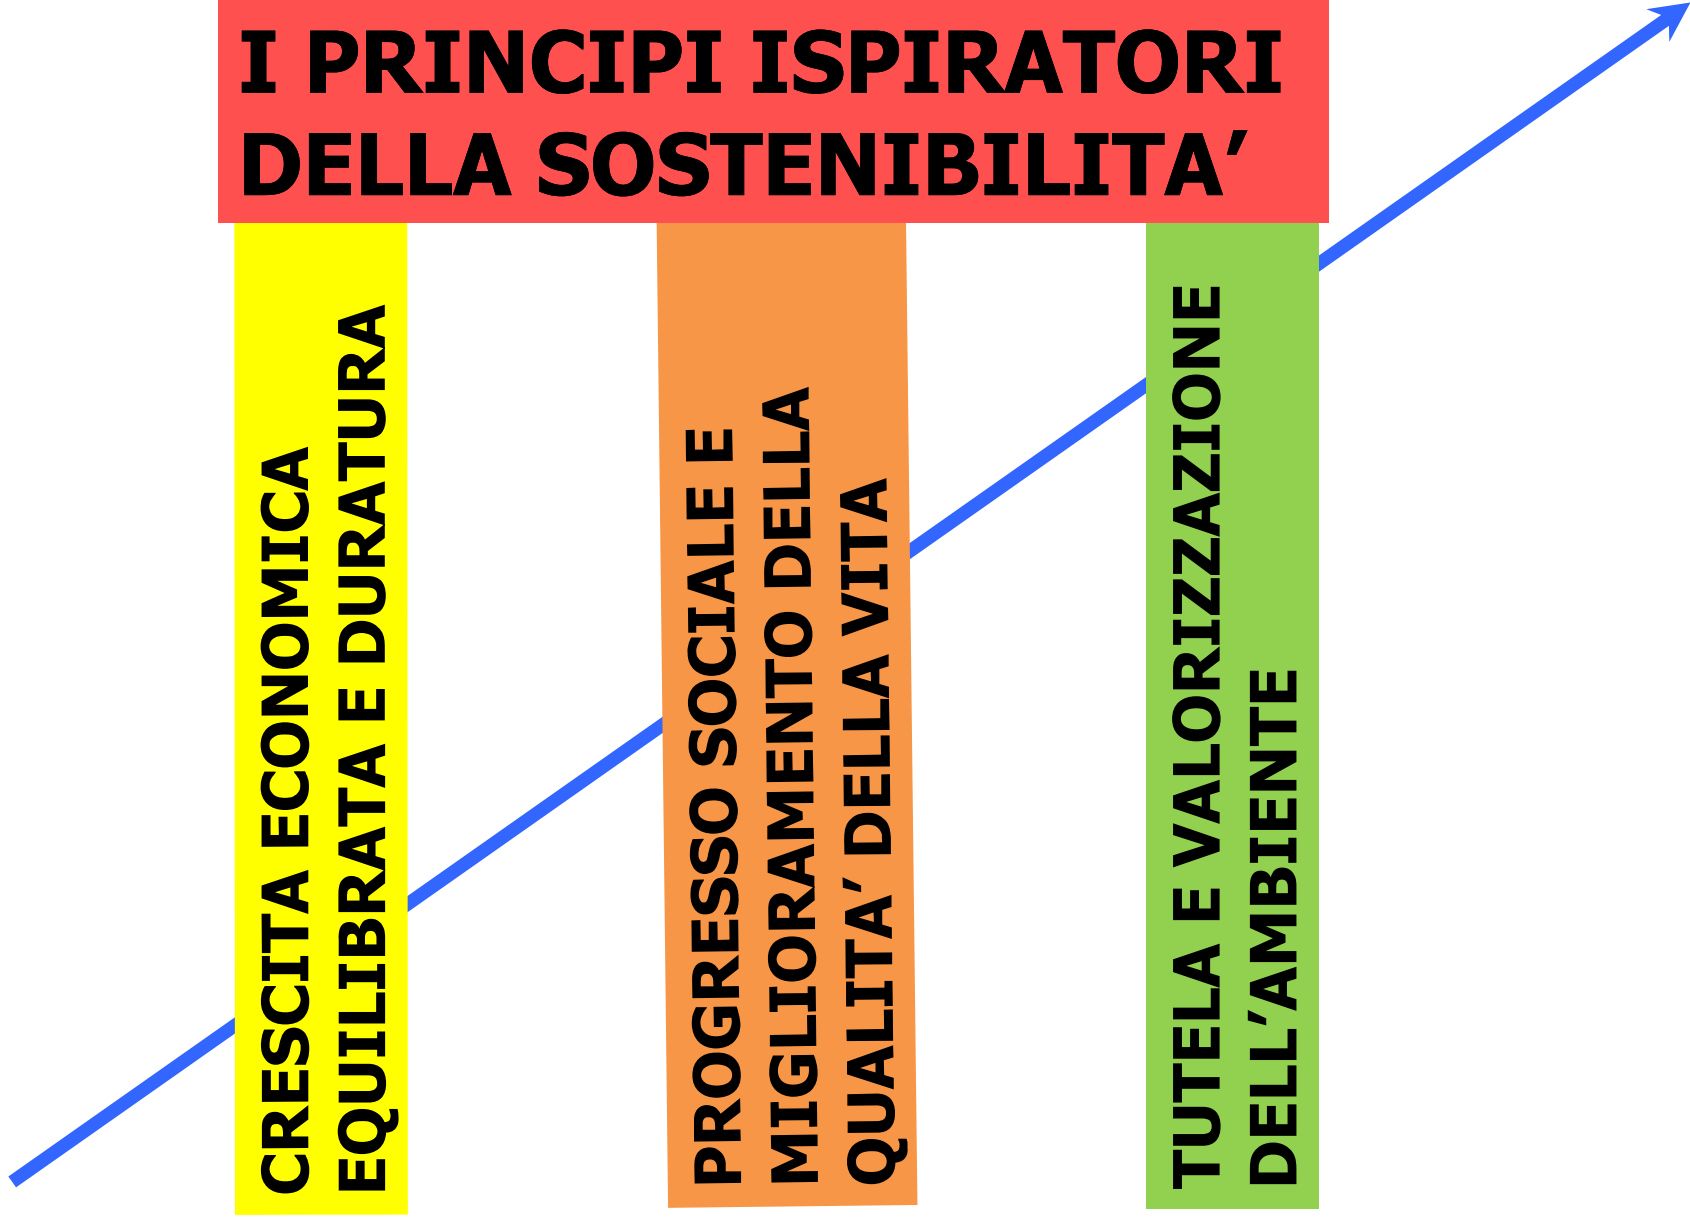 I PRINCIPI ISPIRATORI
DELLA SOSTENIBILITA’
CRESCITA ECONOMICA
EQUILIBRATA E DURATURA
PROGRESSO SOCIALE E
MIGLIORAMENTO DELLA
QUALITA’ DELLA VITA
TUTELA E VALORIZZAZIONE
DELL’AMBIENTE